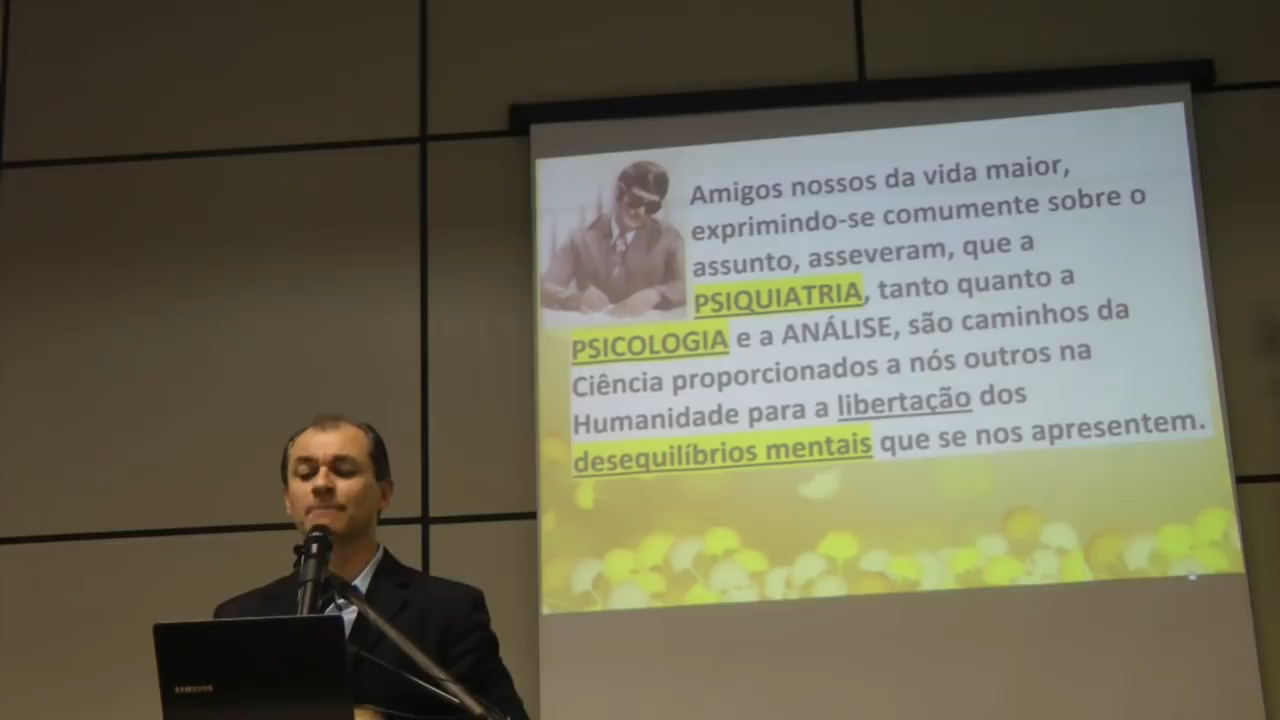 Amigos nossos da vida maior,
exprimindo-se comumente sobre o
assunto, asseveram, que a
PSIQUIATRIA, tanto quanto a
PSICOLOGIA e a ANÁLISE, são caminhos da
Ciência proporcionados a nós outros na
Humanidade para a libertação dos
desequilíbrios mentais que se nos apresentem.
SAMSUNG